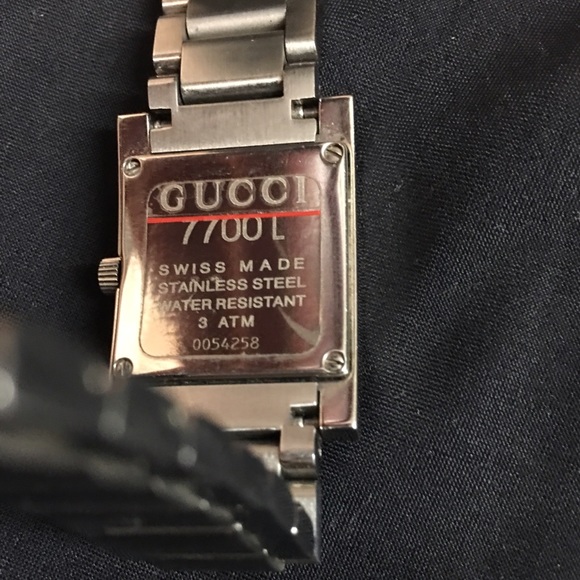 GUCCI
7700 L
SWISS MADE
STAINLESS STEEL
WATER RESISTANT
3 ATM
0054258